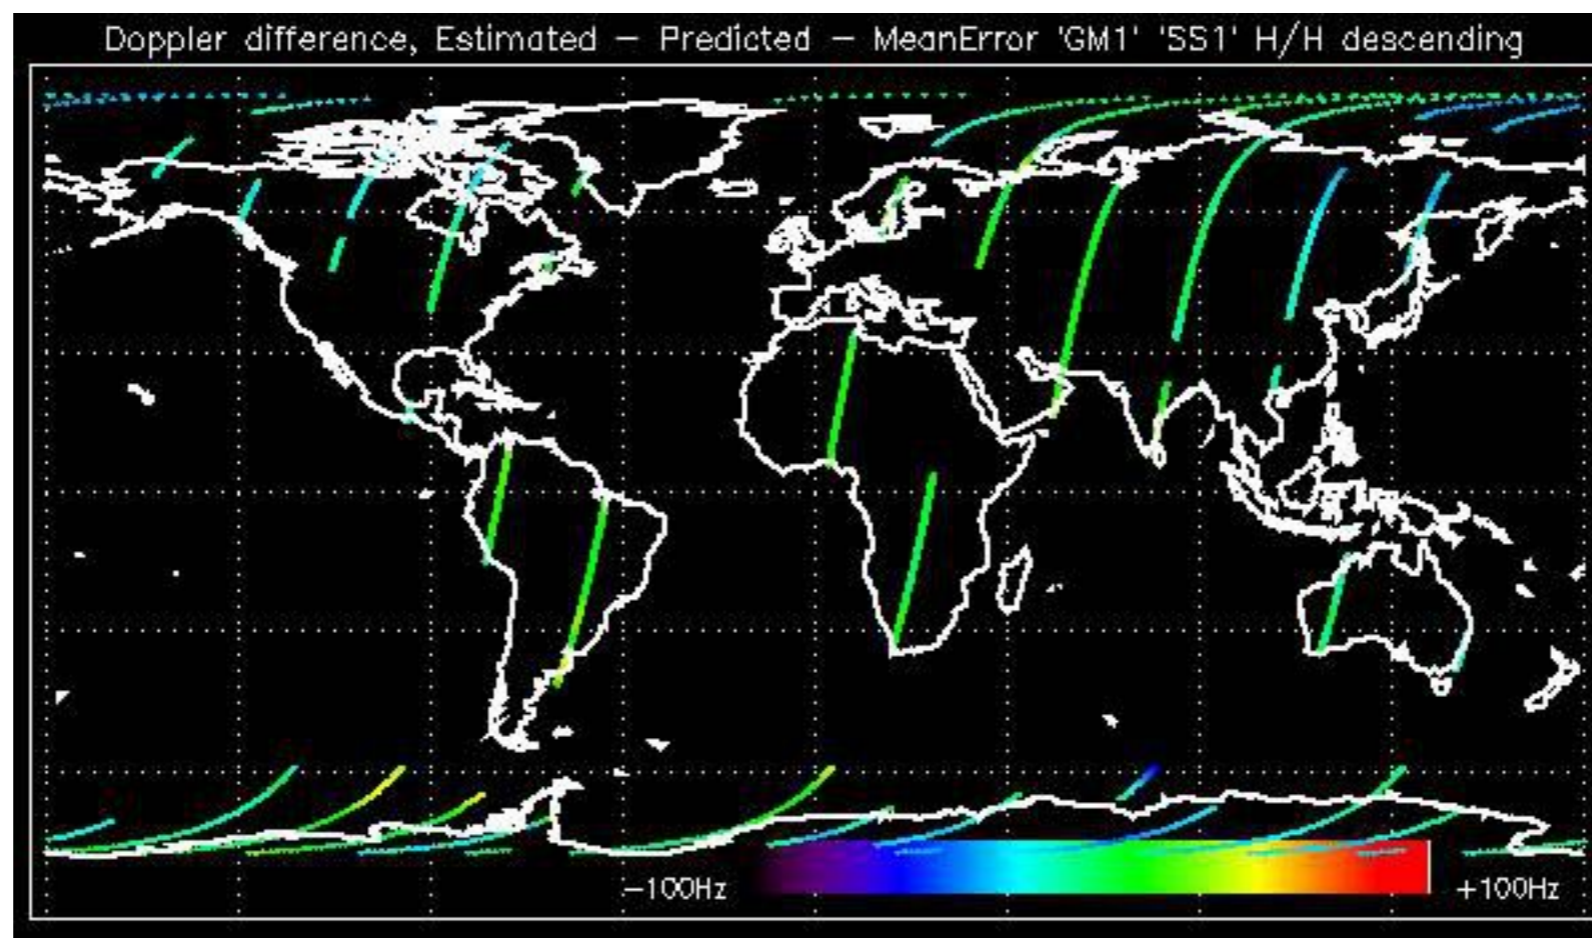 Doppler difference, Estimated – Predicted – MeanError 'GM1' 'SS1' H/H descending
-100Hz +100Hz